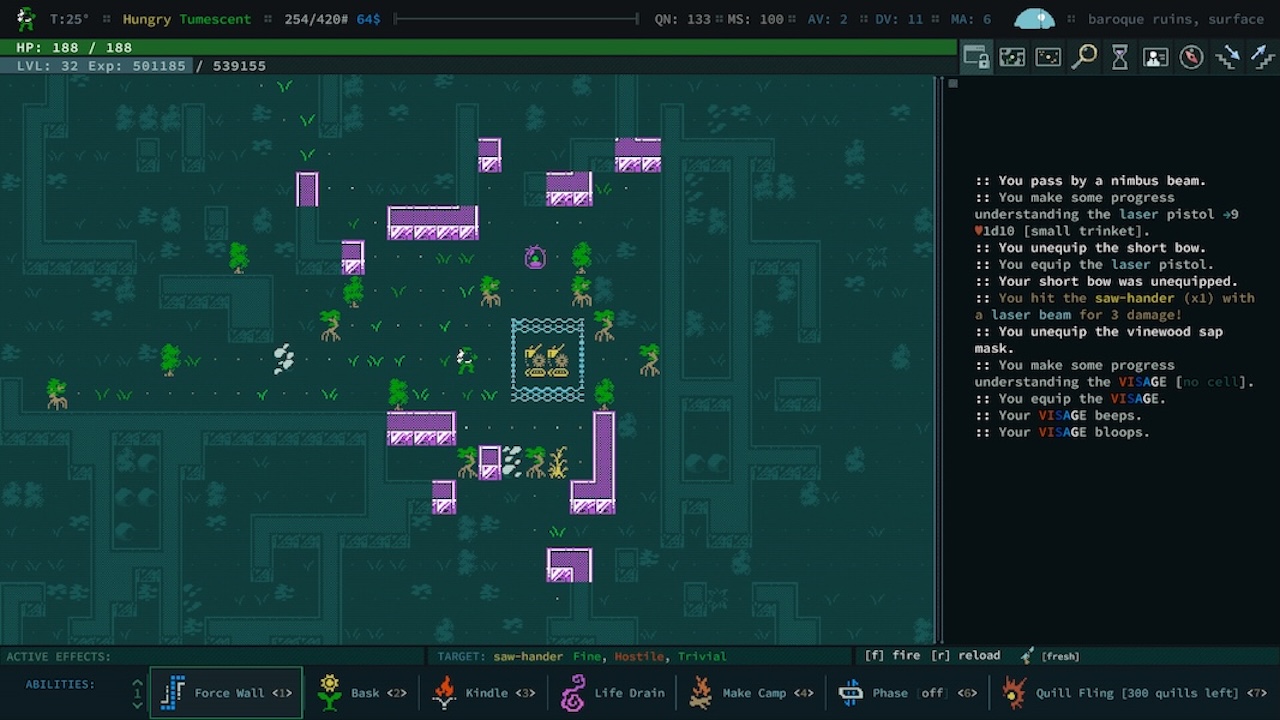 T:25° Hungry Tumescent 254/420# 64$ QN: 133 MS: 100 AV: 2 DV: 11 MA: 6 baroque ruins, surface
HP: 188 / 188
LVL: 32 Exp: 501185 / 539155
:: You pass by a nimbus beam.
:: You make some progress
understanding the laser pistol →9
♥1d10 [small trinket].
:: You unequip the short bow.
:: You equip the laser pistol.
:: Your short bow was unequipped.
:: You hit the saw-hander (x1) with
a laser beam for 3 damage!
:: You unequip the vinewood sap
mask.
:: You make some progress
understanding the VISAGE [no cell].
:: You equip the VISAGE.
:: Your VISAGE beeps.
:: Your VISAGE bloops.
ACTIVE EFFECTS: TARGET: saw-hander Fine, Hostile, Trivial [f] fire [r] reload [fresh]
ABILITIES: 1 Force Wall <1> Bask <2> Kindle <3> Life Drain Make Camp <4> Phase [off] <6> Quill Fling [300 quills left] <7>